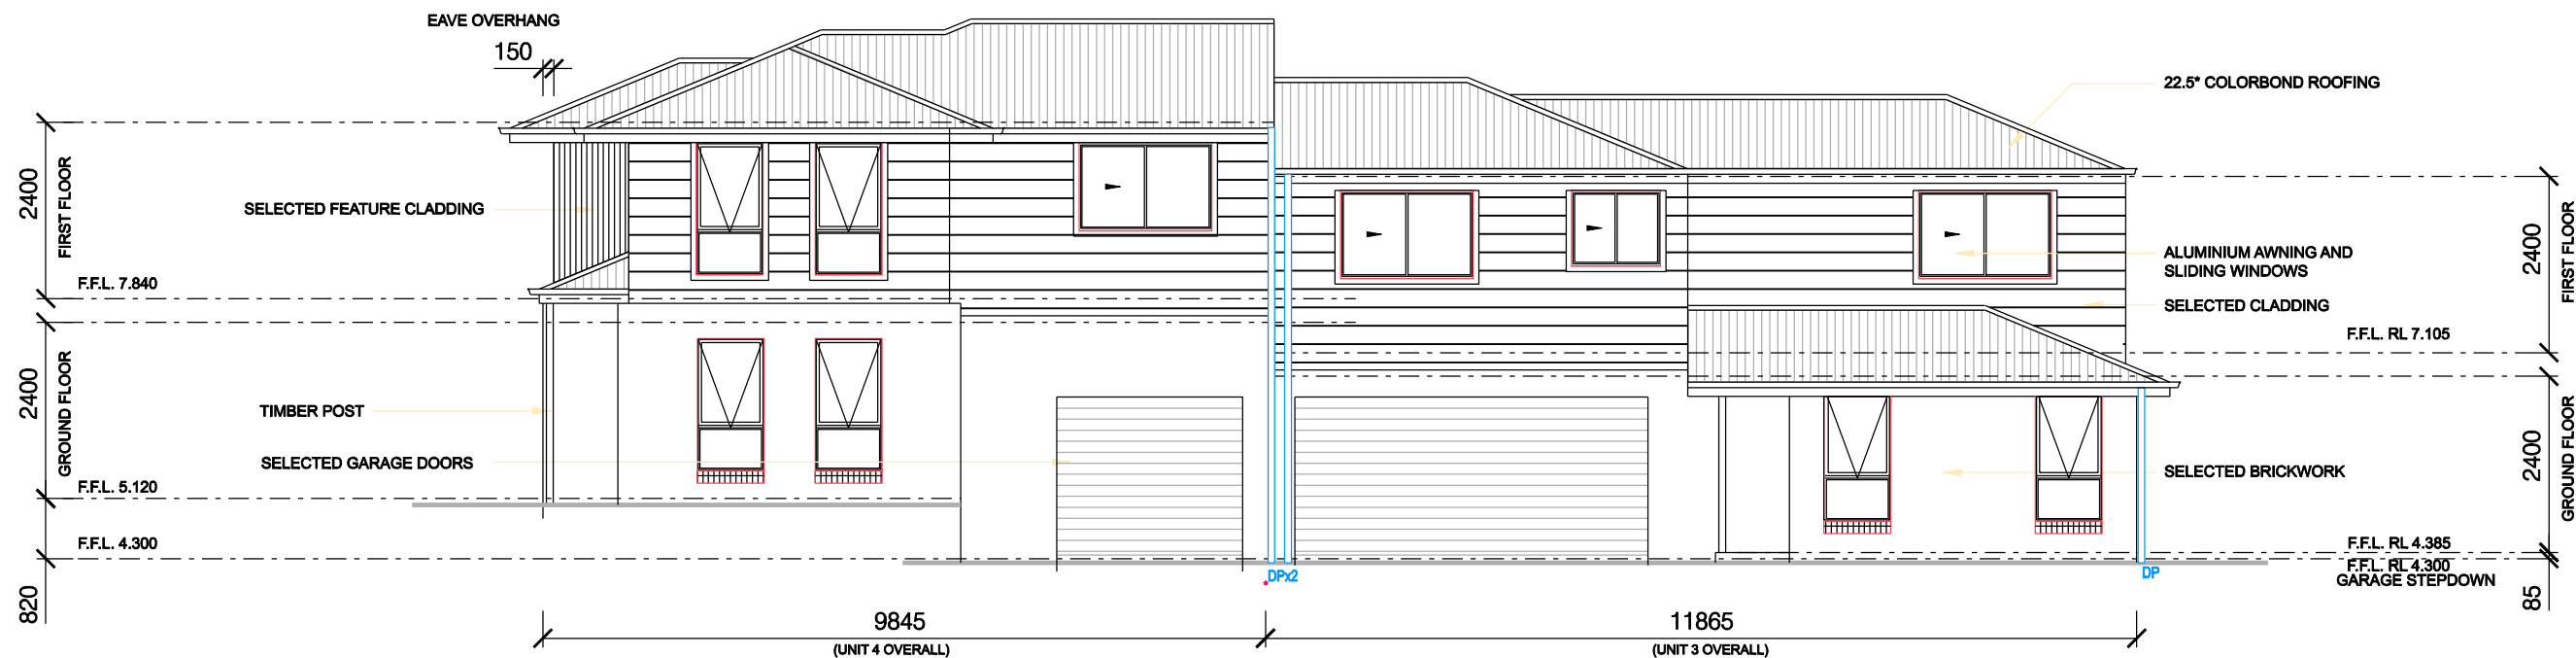 EAVE OVERHANG
150
22.5° COLORBOND ROOFING
2400
FIRST FLOOR
SELECTED FEATURE CLADDING
F.F.L. 7.840
2400
FIRST FLOOR
ALUMINIUM AWNING AND
SLIDING WINDOWS
SELECTED CLADDING
F.F.L. RL 7.105
2400
GROUND FLOOR
TIMBER POST
SELECTED GARAGE DOORS
F.F.L. 5.120
F.F.L. 4.300
820
2400
GROUND FLOOR
SELECTED BRICKWORK
F.F.L. RL 4.385
F.F.L. RL 4.300
GARAGE STEPDOWN
85
*DPx2
DP
9845
(UNIT 4 OVERALL)
11865
(UNIT 3 OVERALL)